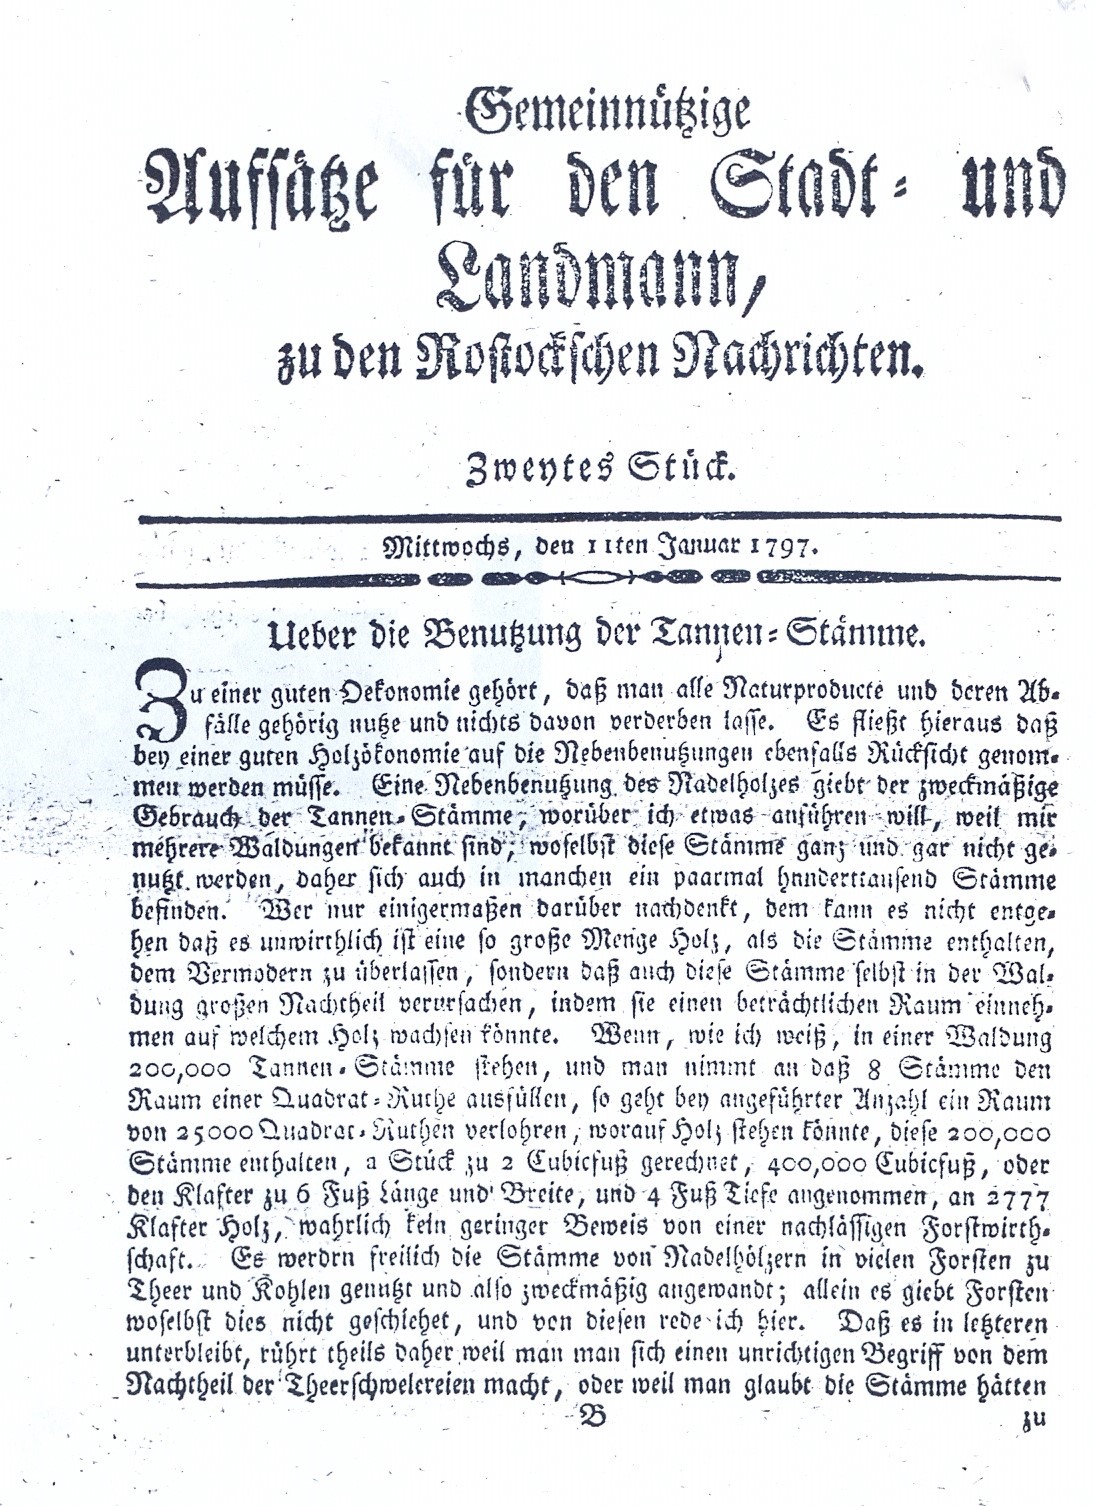 Gemeinnützige
Aufsätze für den Stadt- und
Landmann,
zu den Rostockschen Nachrichten.
Zweytes Stück.
Mittwochs, den 11ten Januar 1797.
Ueber die Benutzung der Tannen-Stämme.
Zu einer guten Oekonomie gehört, daß man alle Naturproducte und deren Ab-
fälle gehörig nutze und nichts davon verderben lasse. Es fließt hieraus daß
bey einer guten Holzökonomie auf die Nebenbenutzungen ebenfalls Rücksicht genom-
men werden müsse. Eine Nebenbenutzung des Nadelholzes giebt der zweckmäßige
Gebrauch der Tannen-Stämme, worüber ich etwas anführen will, weil mir
mehrere Waldungen bekannt sind, woselbst diese Stämme ganz und gar nicht ge-
nutzt werden, daher sich auch in manchen ein paarmal hnnderttausend Stämme
befinden. Wer nur einigermaßen darüber nachdenkt, dem kann es nicht entge-
hen daß es unwirthlich ist eine so große Menge Holz, als die Stämme enthalten,
dem Vermodern zu überlassen, sondern daß auch diese Stämme selbst in der Wal-
dung großen Nachtheil verursachen, indem sie einen beträchtlichen Raum einneh-
men auf welchem Holz wachsen könnte. Wenn, wie ich weiß, in einer Waldung
200,000 Tannen-Stämme stehen, und man nimmt an daß 8 Stämme den
Raum einer Quadrat-Ruthe ausfüllen, so geht bey angeführter Anzahl ein Raum
von 25000 Quadrat-Ruthen verlohren, worauf Holz stehen könnte, diese 200,000
Stämme enthalten, a Stück zu 2 Cubicfuß gerechnet, 400,000 Cubicfuß, oder
den Klafter zu 6 Fuß Länge und Breite, und 4 Fuß Tiefe angenommen, an 2777
Klafter Holz, wahrlich kein geringer Beweis von einer nachlässigen Forstwirth-
schaft. Es werdrn freilich die Stämme von Nadelhölzern in vielen Forsten zu
Theer und Kohlen genutzt und also zweckmäßig angewandt; allein es giebt Forsten
woselbst dies nicht geschiehet, und von diesen rede ich hier. Daß es in letzteren
unterbleibt, rührt theils daher weil man man sich einen unrichtigen Begriff von dem
Nachtheil der Theerschwelereien macht, oder weil man glaubt die Stämme hätten
B
zu